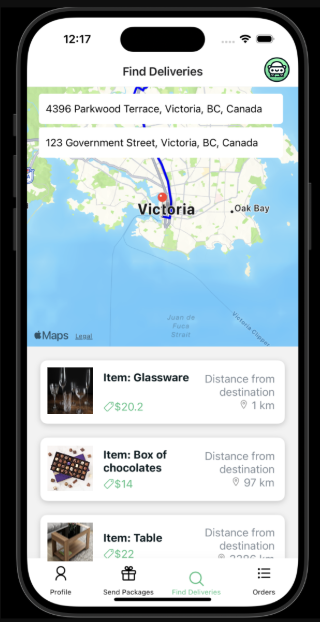 12:17
Find Deliveries
4396 Parkwood Terrace, Victoria, BC, Canada
123 Government Street, Victoria, BC, Canada
Victoria
Oak Bay
Juan de
Fuca
Strait
Victoria Clipper
Maps Legal
Item: Glassware
$20.2
Distance from
destination
1 km
Item: Box of
chocolates
$14
Distance from
destination
97 km
Item: Table
$22
Distance from
destination
Profile
Send Packages
Find Deliveries
Orders